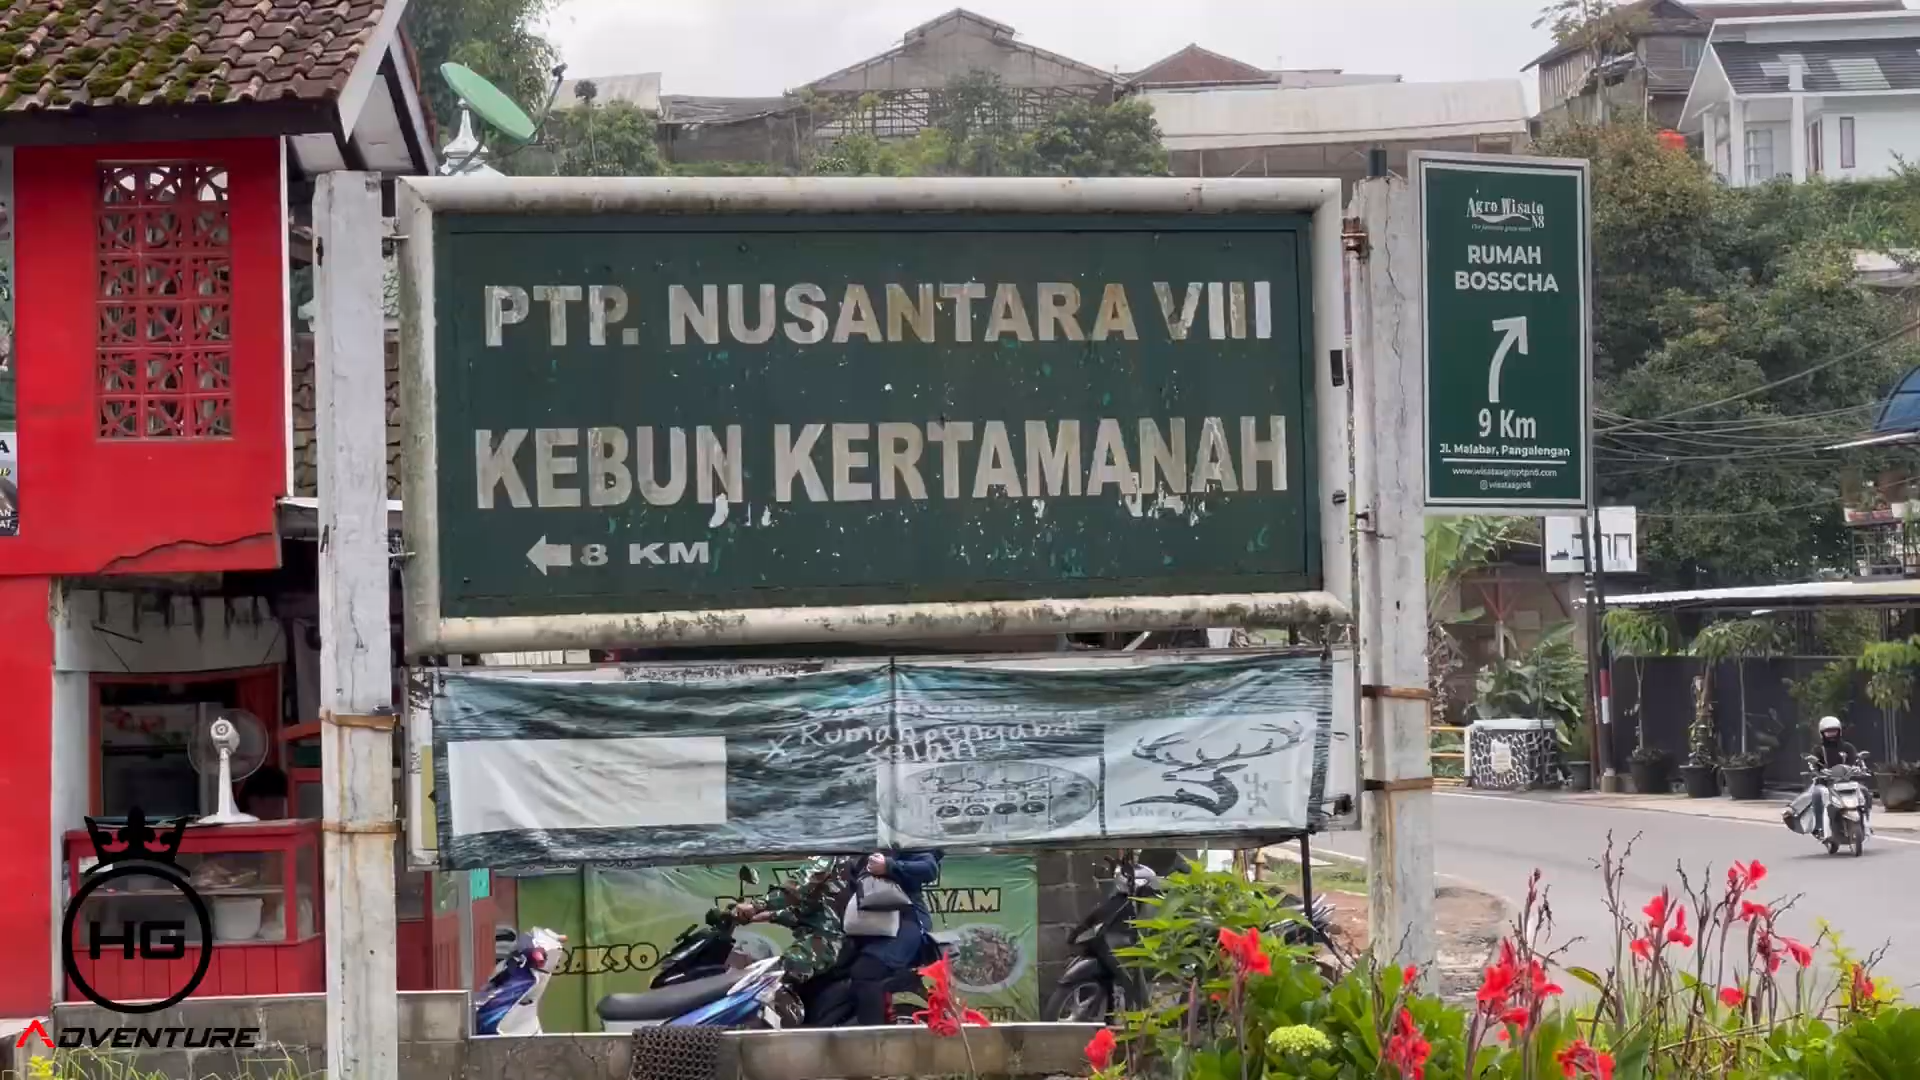 PTP. NUSANTARA VIII
KEBUN KERTAMANAH
8 KM
Agro Wisata
N8
RUMAH
BOSSCHA
9 Km
Jl. Malabar, Pangalengan
www.wisataagroptpn8.com
@wisataagro8
Rumah pengabdi
setan
BAKSO
AYAM
HG
ADVENTURE